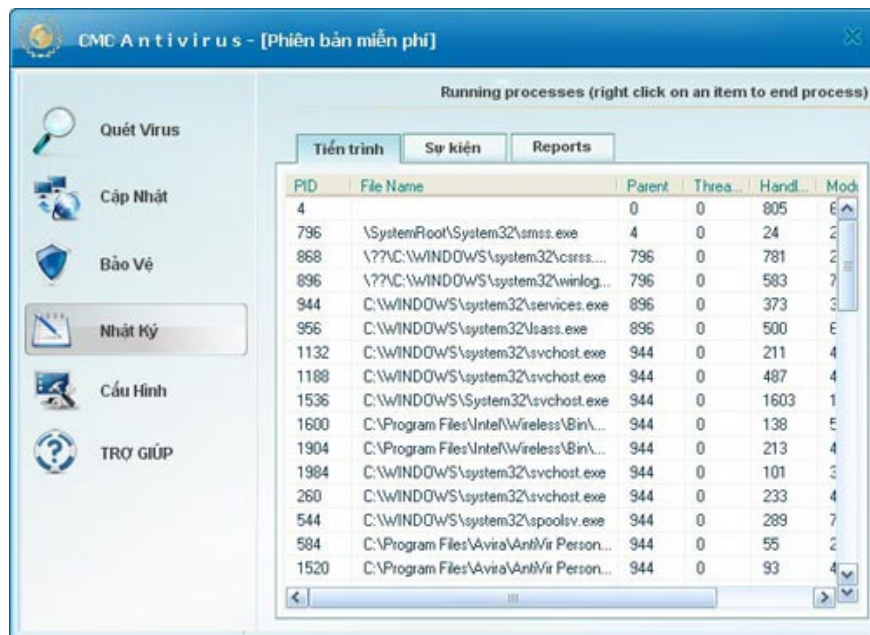 CMC Antivirus - [Phiên bản miễn phí]
Running processes (right click on an item to end process)
Quét Virus
Cập Nhật
Bảo Vệ
Nhật Ký
Cấu Hình
TRỢ GIÚP
Tiến trình Sự kiện Reports
PID File Name Parent Threa... Handl...
4 0 0 805
796 \SystemRoot\System32\smss.exe 4 0 24
868 \??\C:\WINDOWS\system32\csrss.... 796 0 781
896 \??\C:\WINDOWS\system32\winlog... 796 0 583
944 C:\WINDOWS\system32\services.exe 896 0 373
956 C:\WINDOWS\system32\lsass.exe 896 0 500
1132 C:\WINDOWS\system32\svchost.exe 944 0 211
1188 C:\WINDOWS\system32\svchost.exe 944 0 487
1536 C:\WINDOWS\System32\svchost.exe 944 0 1603
1600 C:\Program Files\Intel\Wireless\Bin\... 944 0 138
1904 C:\Program Files\Intel\Wireless\Bin\... 944 0 213
1984 C:\WINDOWS\system32\svchost.exe 944 0 101
260 C:\WINDOWS\system32\svchost.exe 944 0 233
544 C:\WINDOWS\system32\spoolsv.exe 944 0 289
584 C:\Program Files\Avira\AntiVir Person... 944 0 55
1520 C:\Program Files\Avira\AntiVir Person... 944 0 93